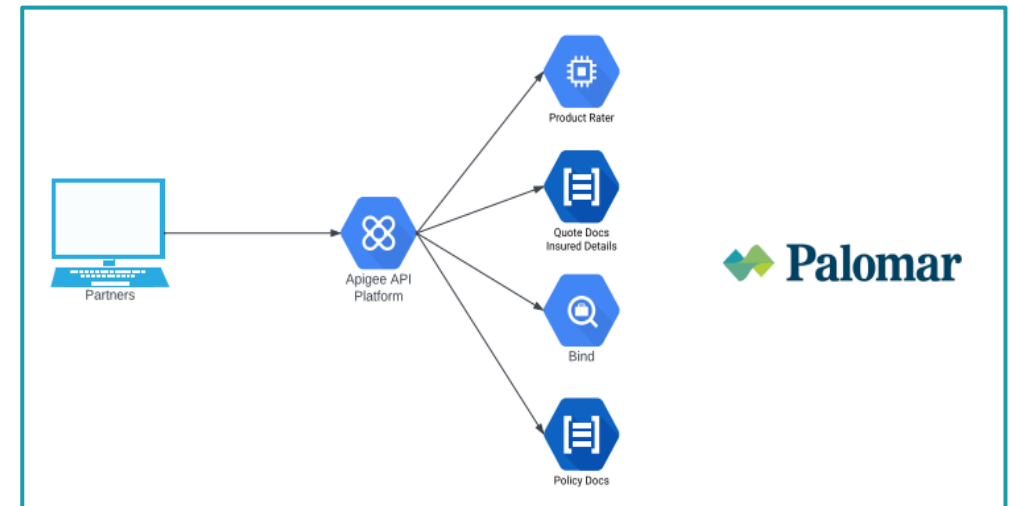 Product Rater
Quote Docs
Insured Details
Partners
Apigee API
Platform
Palomar
Bind
Policy Docs